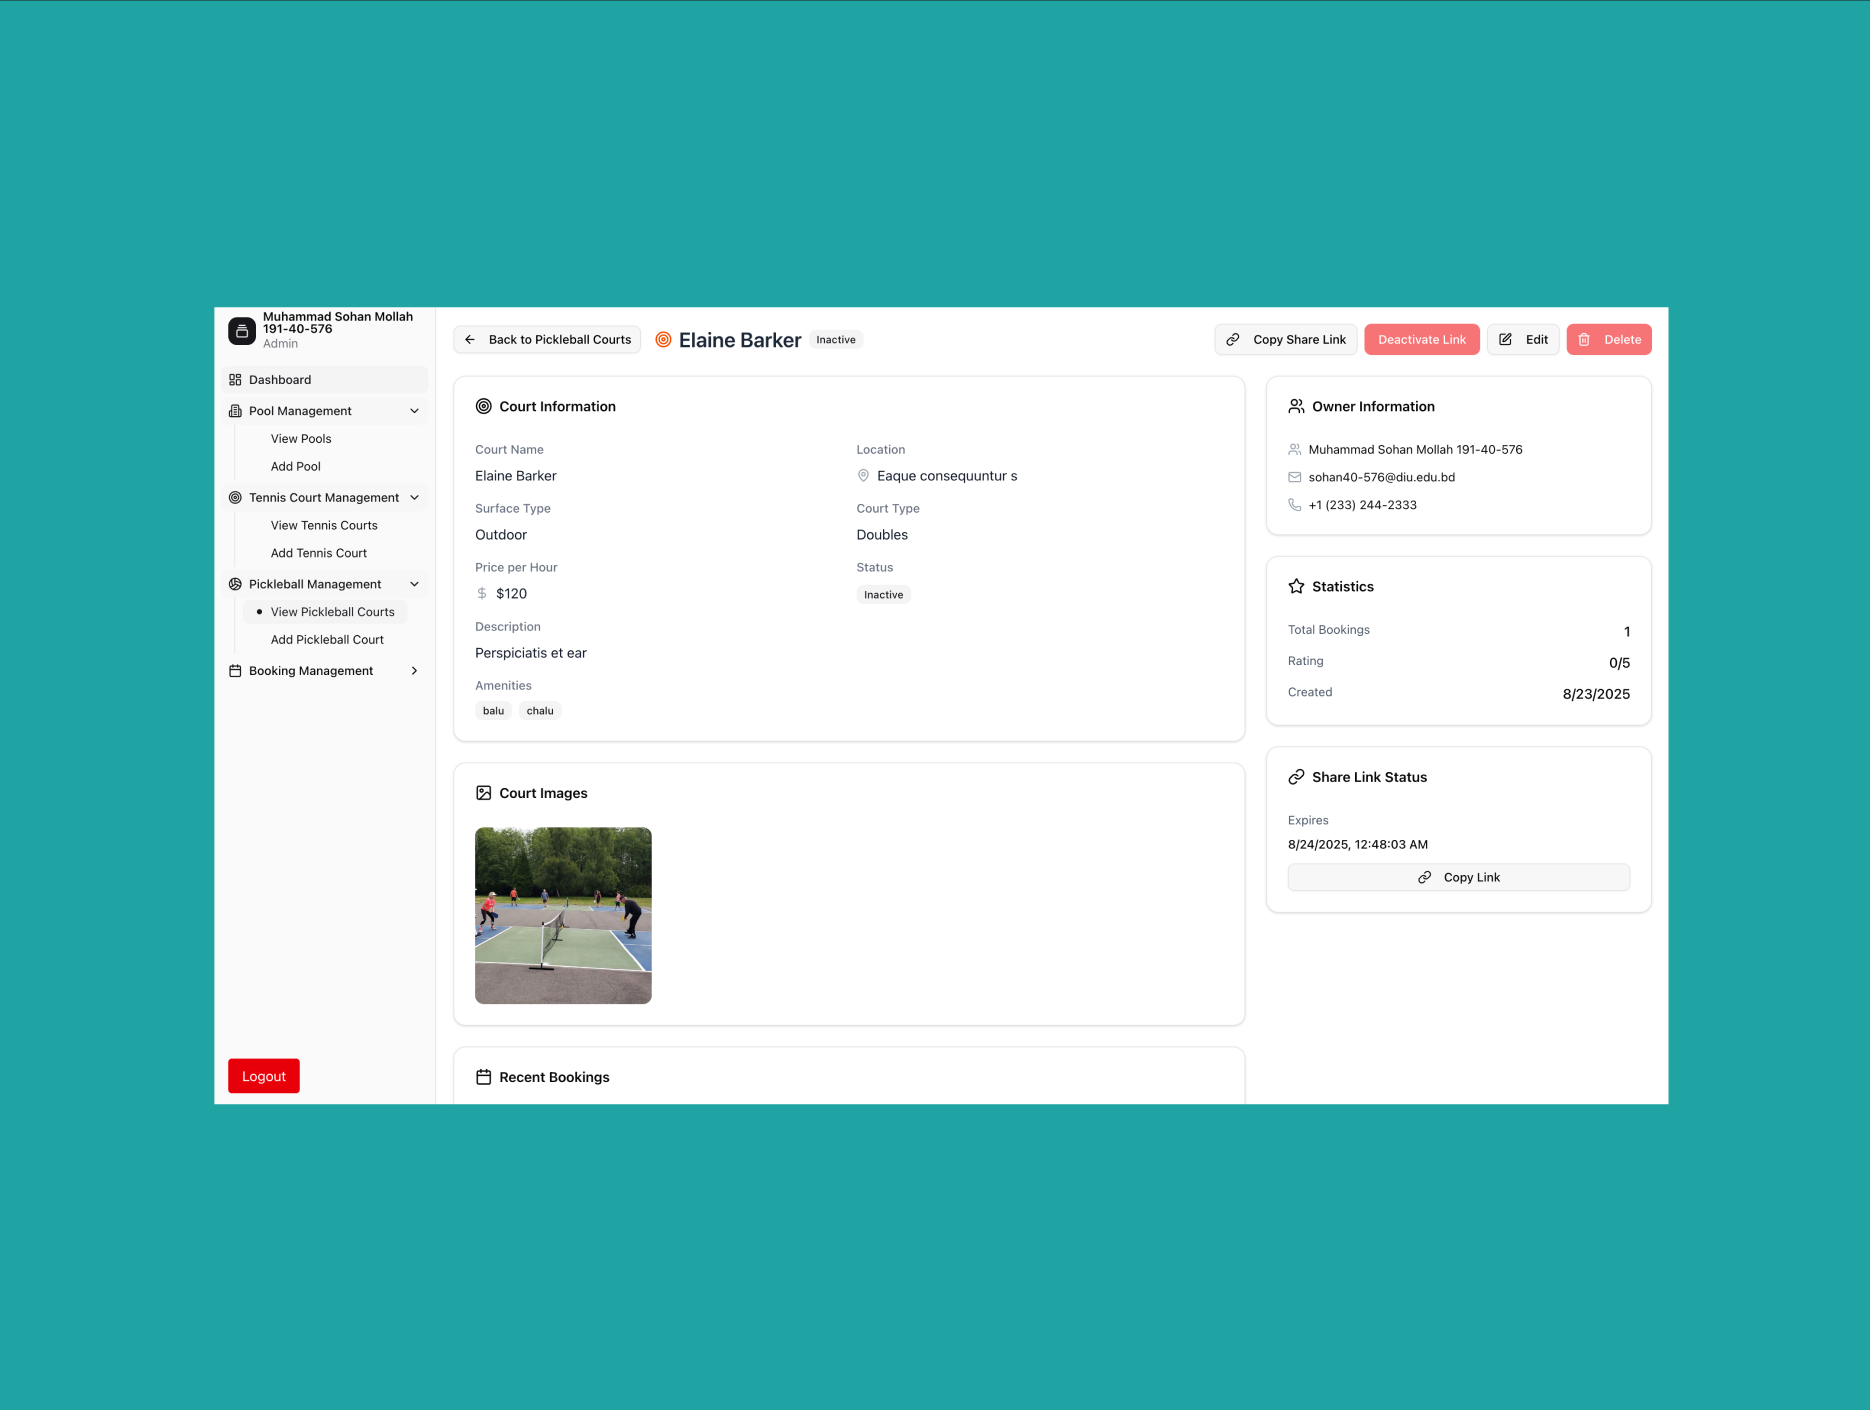 Muhammad Sohan Mollah
191-40-576
Admin
Dashboard
Pool Management
View Pools
Add Pool
Tennis Court Management
View Tennis Courts
Add Tennis Court
Pickleball Management
View Pickleball Courts
Add Pickleball Court
Booking Management
Logout
Back to Pickleball Courts
Elaine Barker
Inactive
Copy Share Link
Deactivate Link
Edit
Delete
Court Information
Court Name
Elaine Barker
Location
Eaque consequuntur s
Surface Type
Outdoor
Court Type
Doubles
Price per Hour
$ $120
Status
Inactive
Description
Perspiciatis et ear
Amenities
balu chalu
Court Images
Recent Bookings
Owner Information
Muhammad Sohan Mollah 191-40-576
sohan40-576@diu.edu.bd
+1 (233) 244-2333
Statistics
Total Bookings 1
Rating 0/5
Created 8/23/2025
Share Link Status
Expires
8/24/2025, 12:48:03 AM
Copy Link